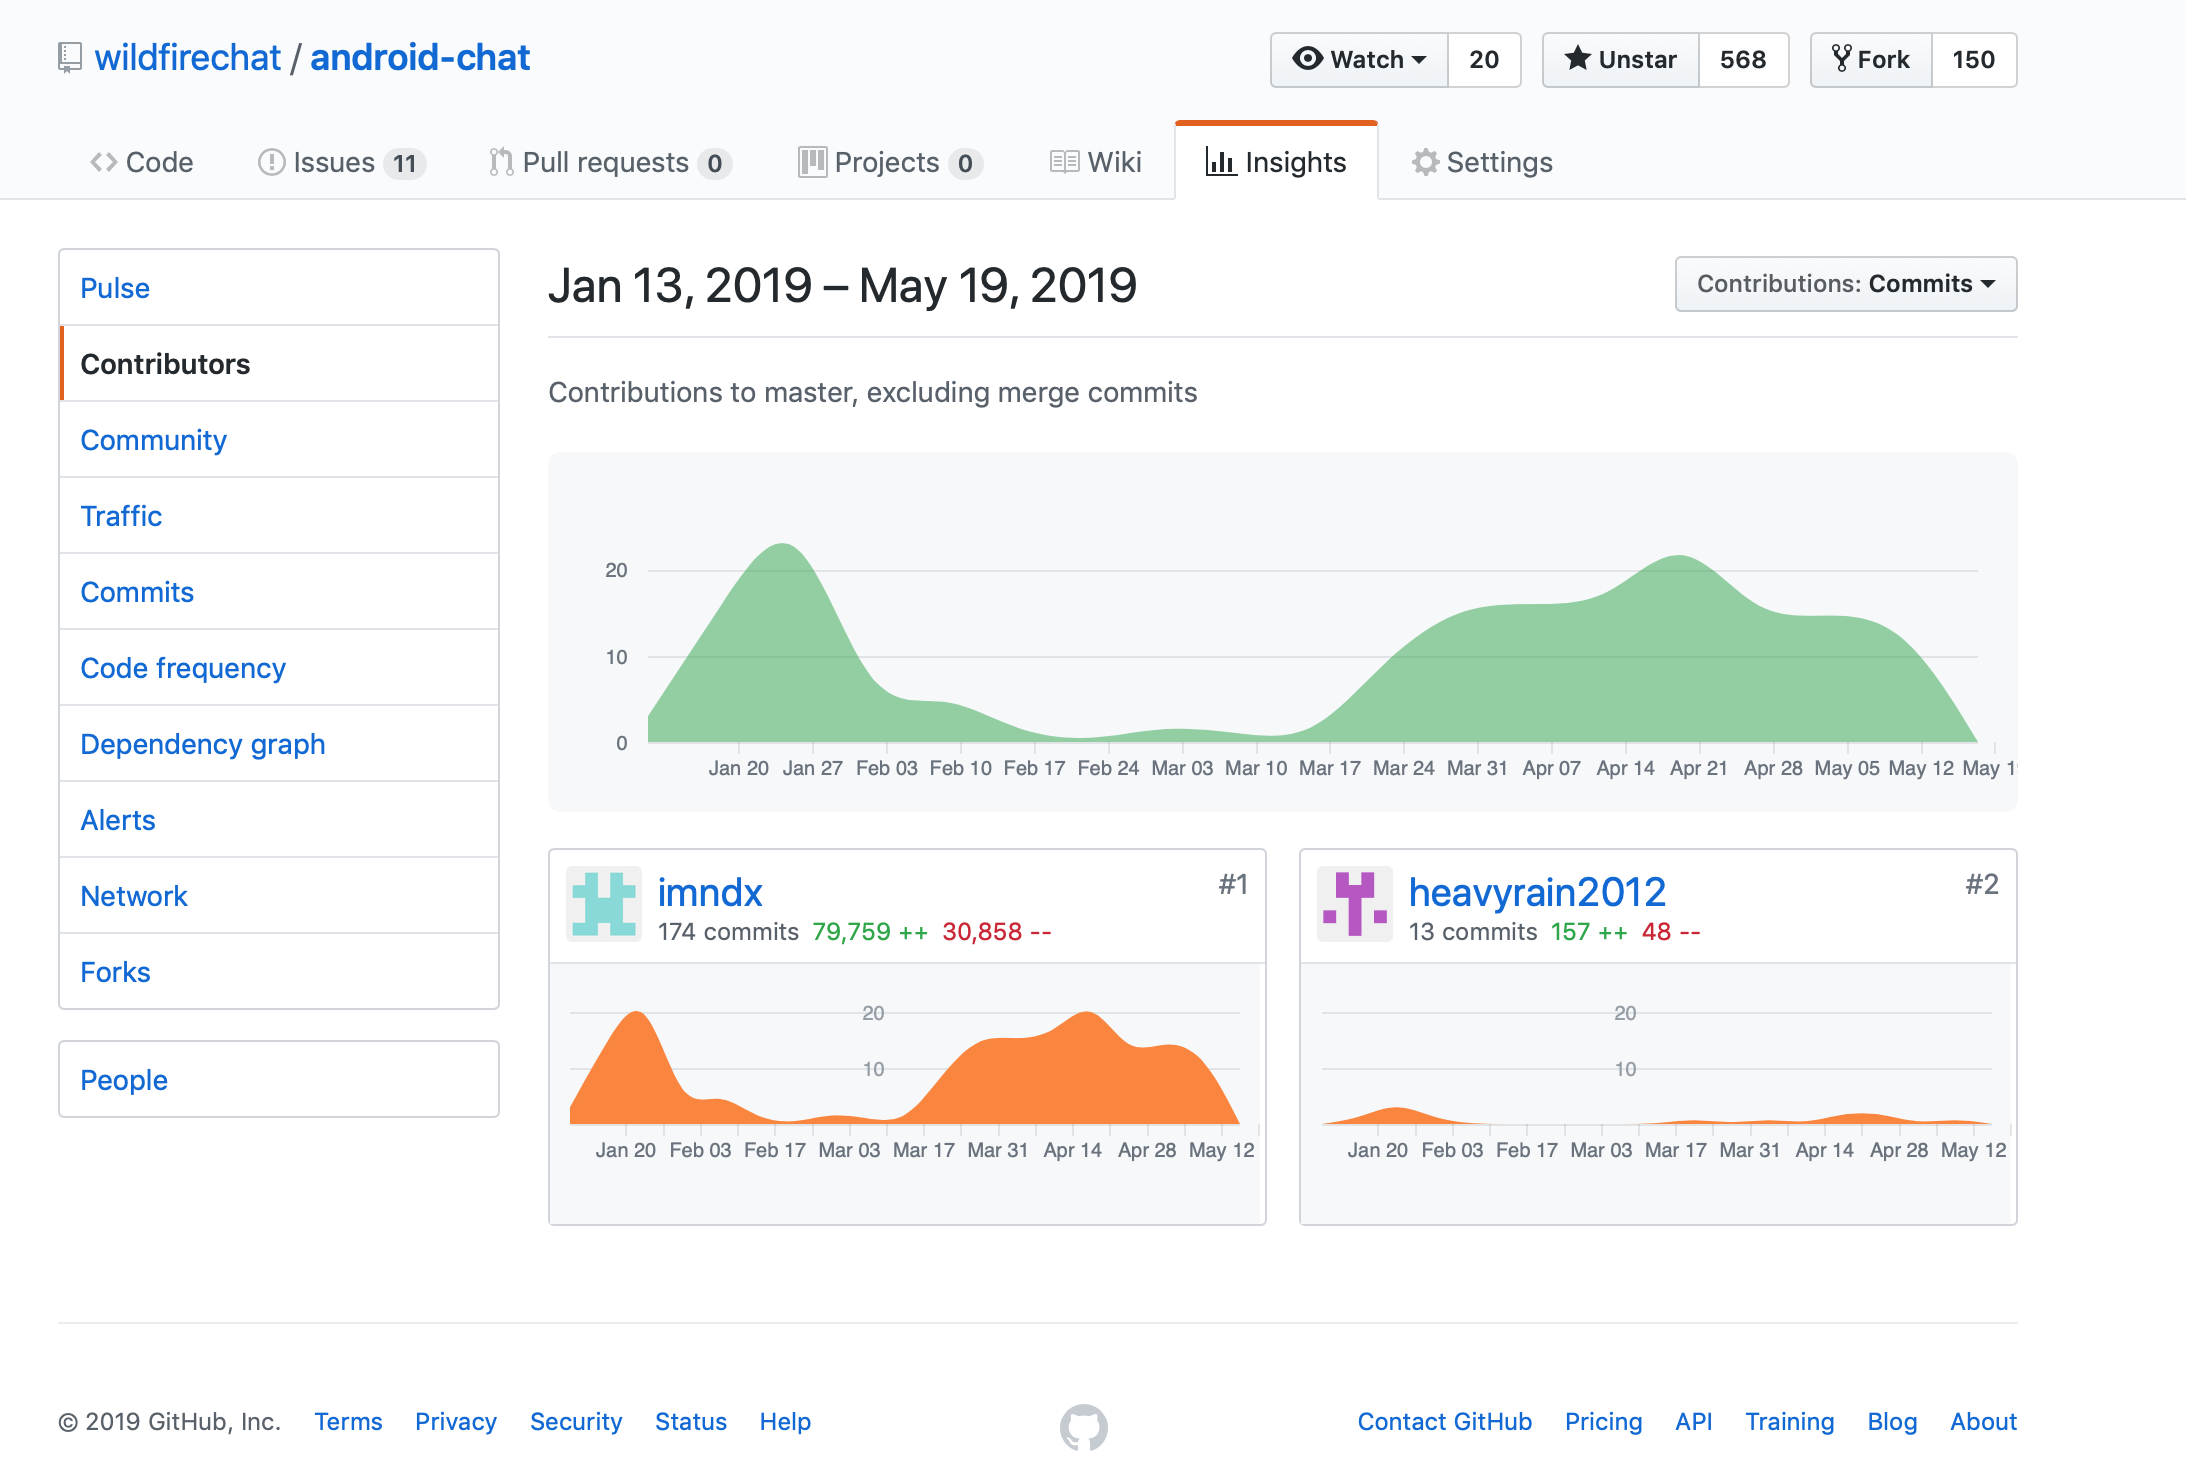 wildfirechat / android-chat
Watch 20 Unstar 568 Fork 150
Code Issues 11 Pull requests 0 Projects 0 Wiki Insights Settings
Pulse
Contributors
Community
Traffic
Commits
Code frequency
Dependency graph
Alerts
Network
Forks
People
Jan 13, 2019 – May 19, 2019
Contributions: Commits
Contributions to master, excluding merge commits
20
10
0
Jan 20 Jan 27 Feb 03 Feb 10 Feb 17 Feb 24 Mar 03 Mar 10 Mar 17 Mar 24 Mar 31 Apr 07 Apr 14 Apr 21 Apr 28 May 05 May 12 May 1
imndx #1
174 commits 79,759 ++ 30,858 --
20
10
Jan 20 Feb 03 Feb 17 Mar 03 Mar 17 Mar 31 Apr 14 Apr 28 May 12
heavyrain2012 #2
13 commits 157 ++ 48 --
20
10
Jan 20 Feb 03 Feb 17 Mar 03 Mar 17 Mar 31 Apr 14 Apr 28 May 12
© 2019 GitHub, Inc. Terms Privacy Security Status Help
Contact GitHub Pricing API Training Blog About